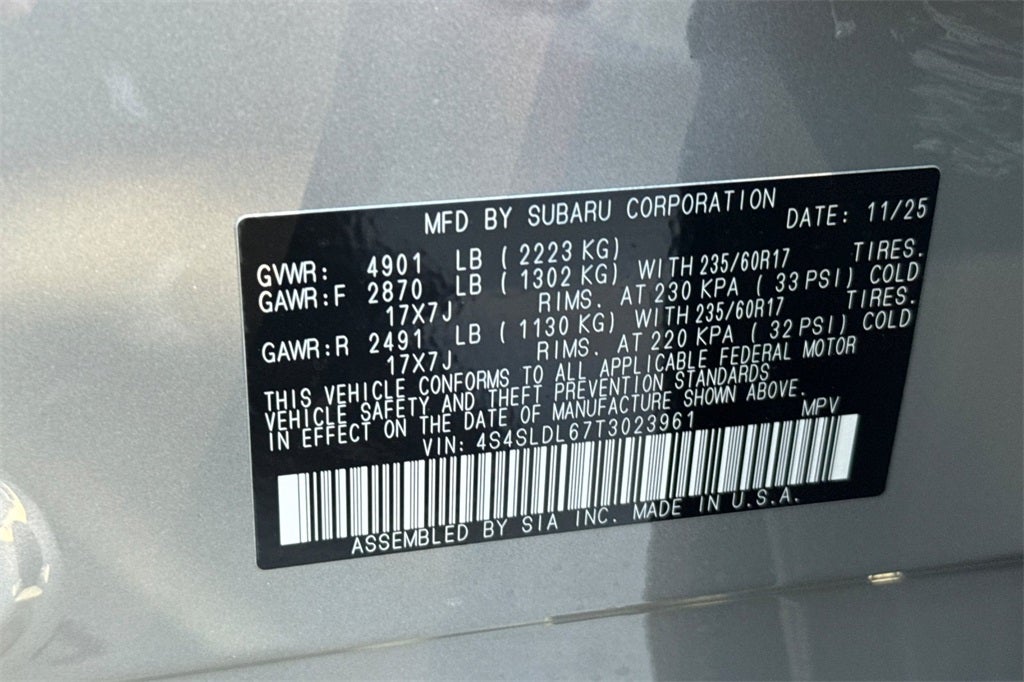 MFD BY SUBARU CORPORATION DATE: 11/25
GVWR: 4901 LB ( 2223 KG)
GAWR:F 2870 LB ( 1302 KG) WITH 235/60R17 TIRES.
17X7J RIMS. AT 230 KPA ( 33 PSI) COLD
GAWR:R 2491 LB ( 1130 KG) WITH 235/60R17 TIRES.
17X7J RIMS. AT 220 KPA ( 32 PSI) COLD
THIS VEHICLE CONFORMS TO ALL APPLICABLE FEDERAL MOTOR
VEHICLE SAFETY AND THEFT PREVENTION STANDARDS
IN EFFECT ON THE DATE OF MANUFACTURE SHOWN ABOVE.
VIN: 4S4SLDL67T3023961 MPV
ASSEMBLED BY SIA INC. MADE IN U.S.A.